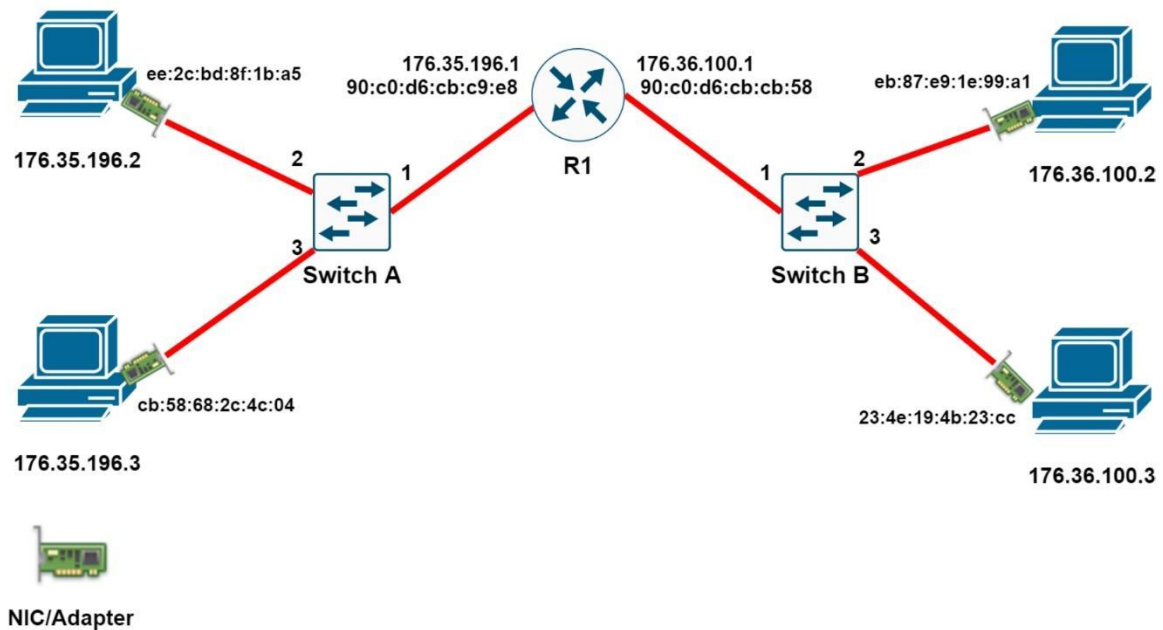 ee:2c:bd:8f:1b:a5
176.35.196.2
176.35.196.1
90:c0:d6:cb:c9:e8
R1
176.36.100.1
90:c0:d6:cb:cb:58
eb:87:e9:1e:99:a1
176.36.100.2
2
1
3
Switch A
1
2
3
Switch B
cb:58:68:2c:4c:04
176.35.196.3
23:4e:19:4b:23:cc
176.36.100.3
NIC/Adapter